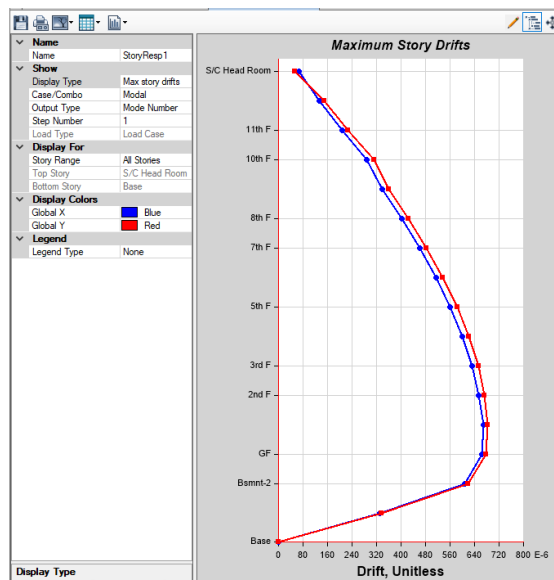 Name
Name StoryResp1
Show
Display Type Max story drifts
Case/Combo Modal
Output Type Mode Number
Step Number 1
Load Type Load Case
Display For
Story Range All Stories
Top Story S/C Head Room
Bottom Story Base
Display Colors
Global X Blue
Global Y Red
Legend
Legend Type None
Display Type
Maximum Story Drifts
S/C Head Room
11th F
10th F
8th F
7th F
5th F
3rd F
2nd F
GF
Bsmnt-2
Base
0 80 160 240 320 400 480 560 640 720 800 E-6
Drift, Unitless